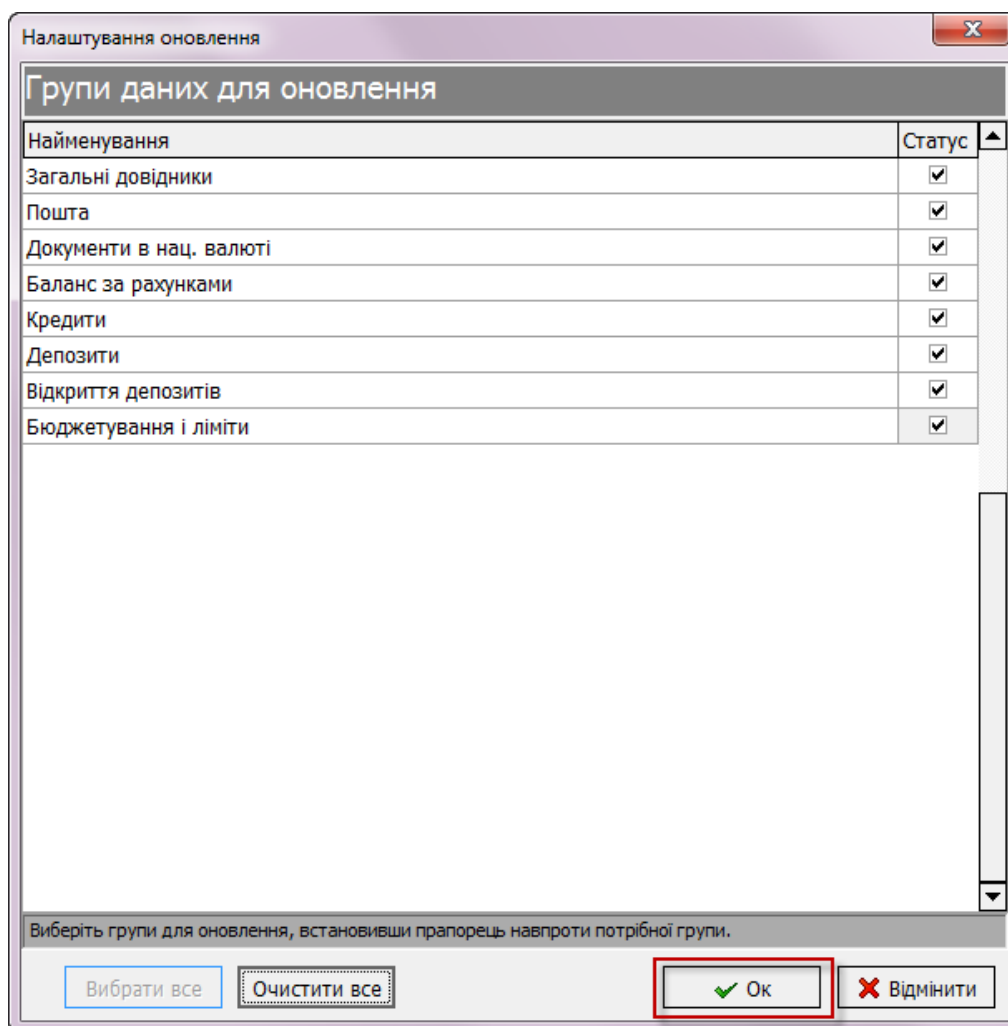 Налаштування оновлення
Групи даних для оновлення
Найменування Статус
Загальні довідники
Пошта
Документи в нац. валюті
Баланс за рахунками
Кредити
Депозити
Відкриття депозитів
Бюджетування і ліміти
Виберіть групи для оновлення, встановивши прапорець навпроти потрібної групи.
Вибрати все Очистити все Ок Відмінити